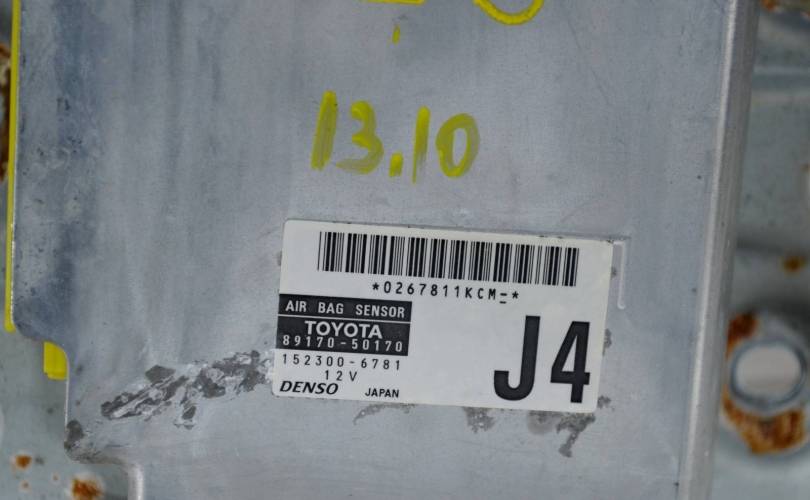 13.10
*0267811KCM-*
AIR BAG SENSOR
TOYOTA
89170-50170
152300-6781
12V
DENSO JAPAN
J4